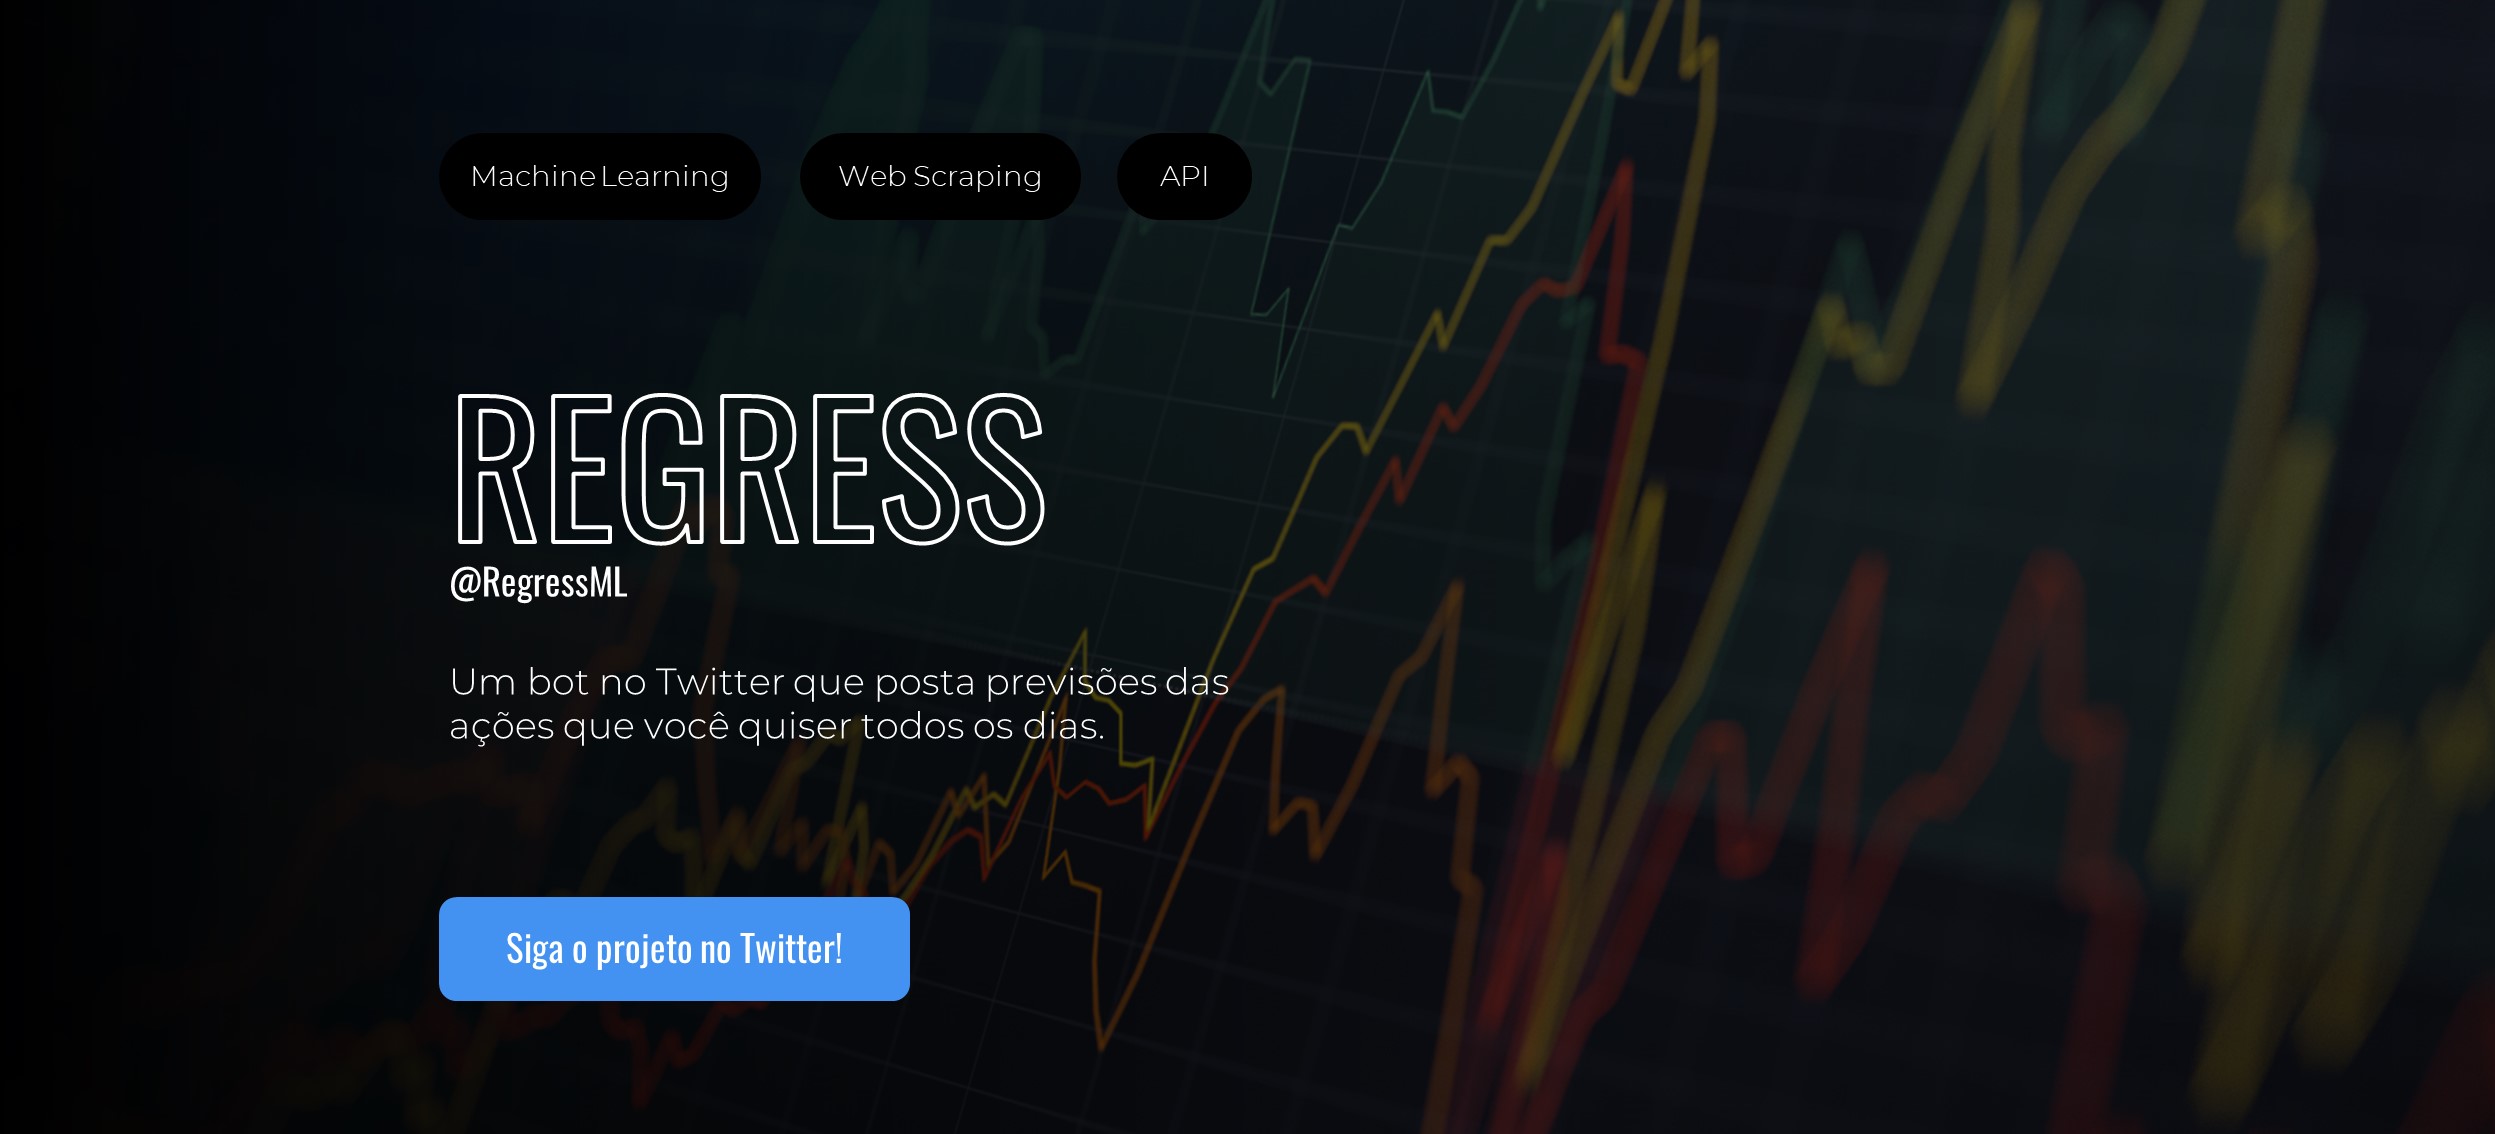 Machine Learning
Web Scraping
API
REGRESS
@RegressML
Um bot no Twitter que posta previsões das
ações que você quiser todos os dias.
Siga o projeto no Twitter!